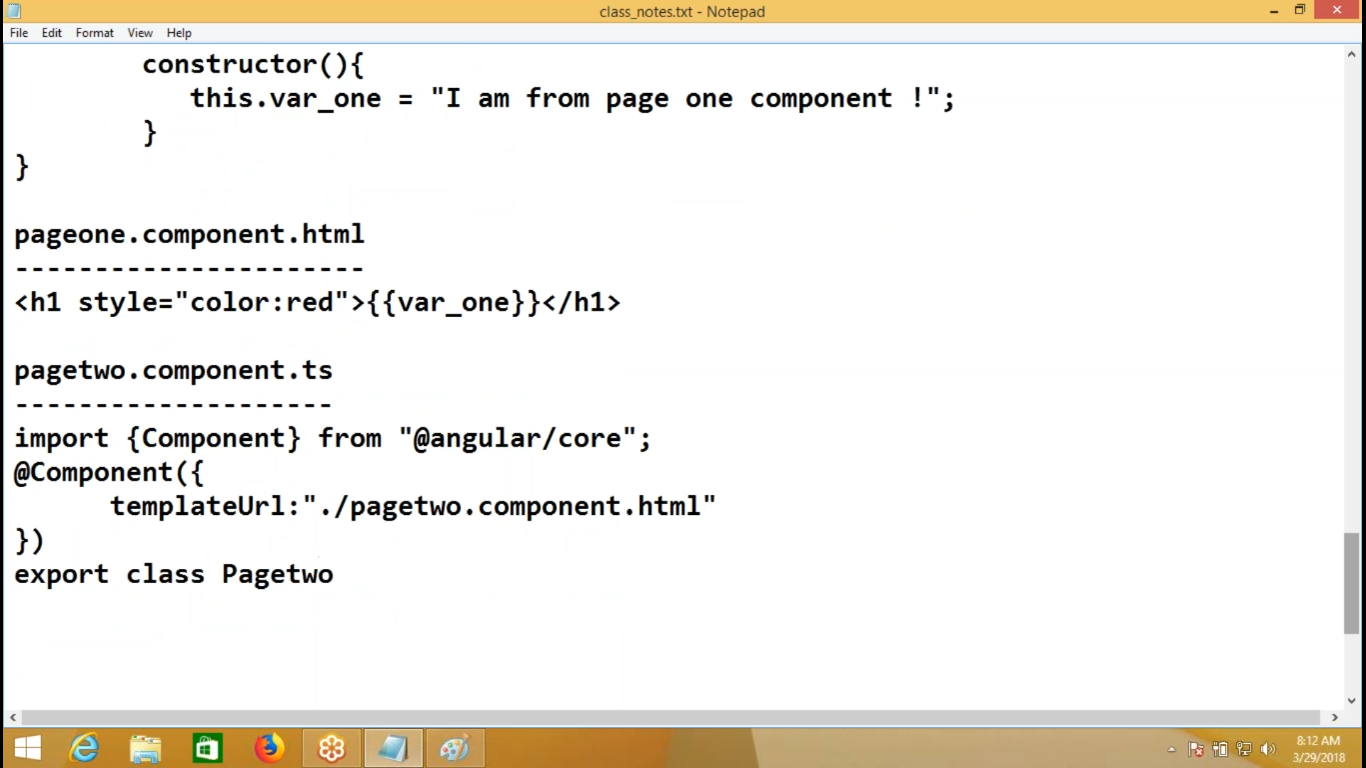 class_notes.txt - Notepad
File Edit Format View Help
constructor(){
this.var_one = "I am from page one component !";
}
}
pageone.component.html
----------------------
<h1 style="color:red">{{var_one}}</h1>
pagetwo.component.ts
--------------------
import {Component} from "@angular/core";
@Component({
templateUrl:"./pagetwo.component.html"
})
export class Pagetwo
8:12 AM
3/29/2018